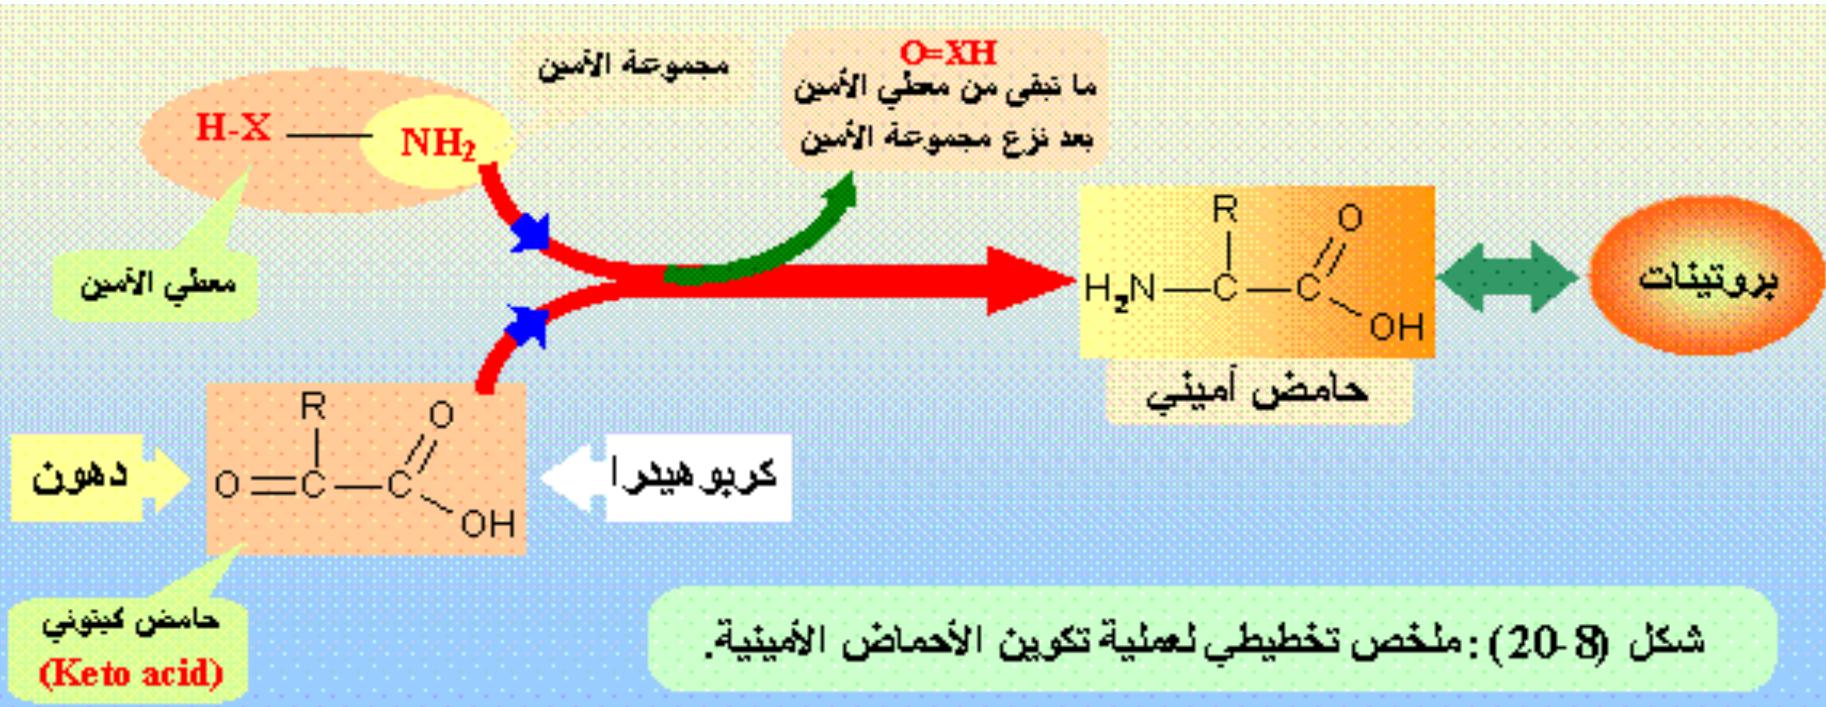 مجموعة الأمين
O=XH
ما تبقى من معطي الأمين
بعد نزع مجموعة الأمين
H-X
NH2
معطي الأمين
R
O
H2N
C
C
OH
بروتينات
حامض أميني
R
O
O
C
C
OH
دهون
كربوهيدرا
حامض كيتوني
(Keto acid)
شكل (8-20): ملخص تخطيطي لعملية تكوين الأحماض الأمينية.